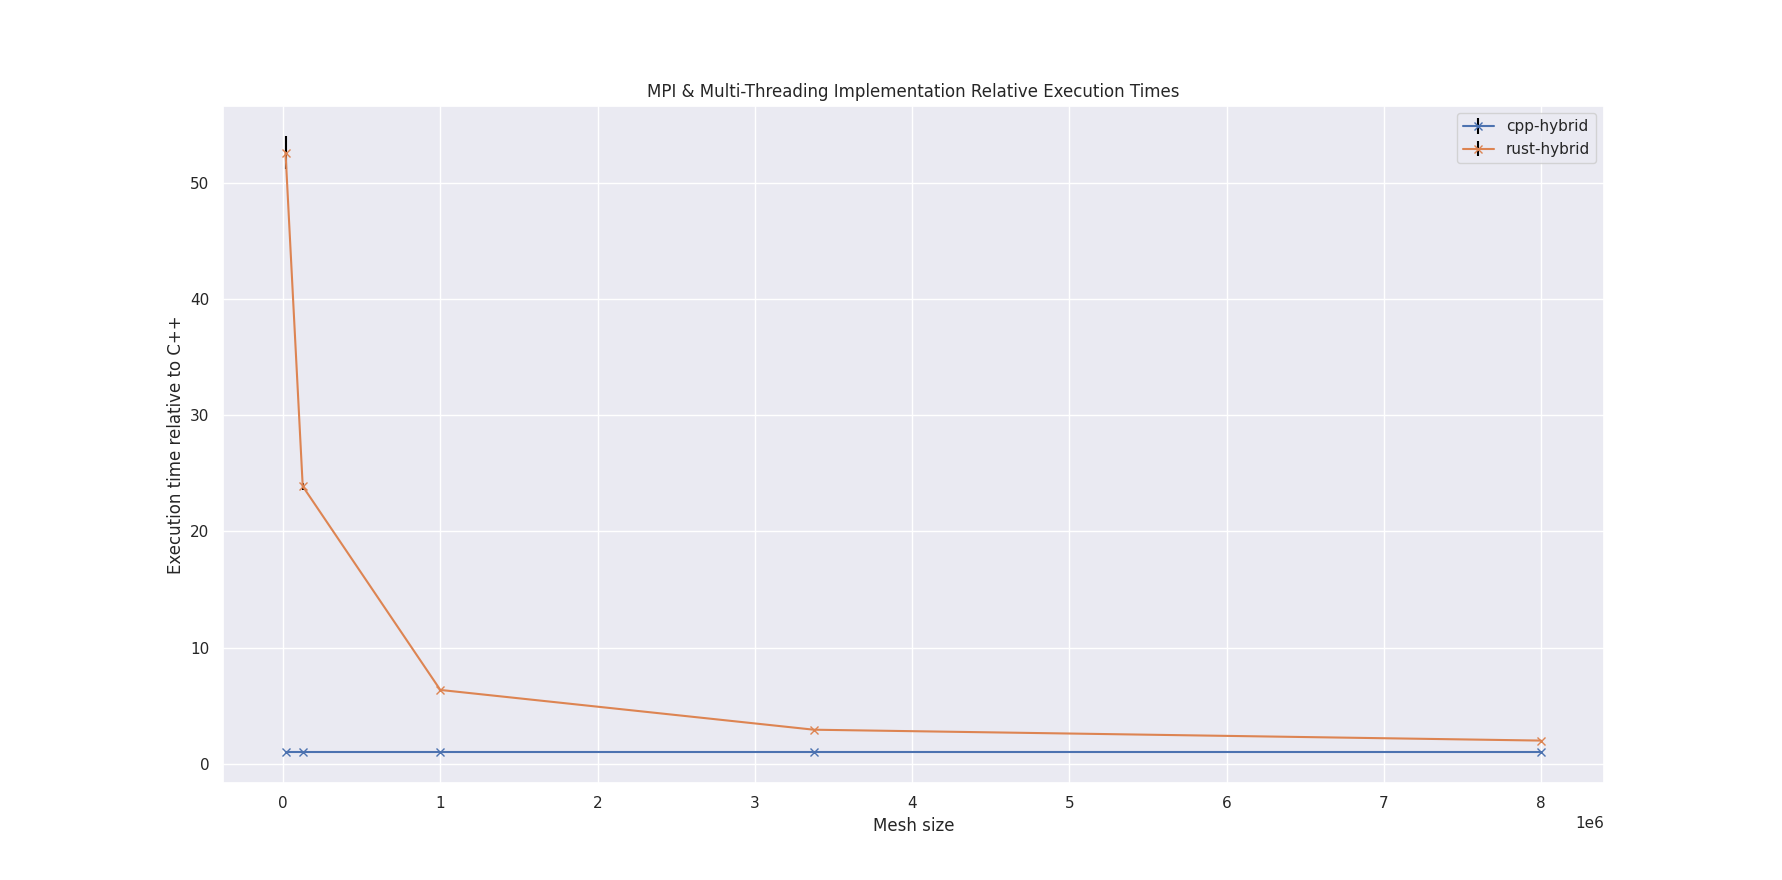 MPI & Multi-Threading Implementation Relative Execution Times
cpp-hybrid
rust-hybrid
Execution time relative to C++
50
40
30
20
10
0
0 1 2 3 4 5 6 7 8
1e6
Mesh size